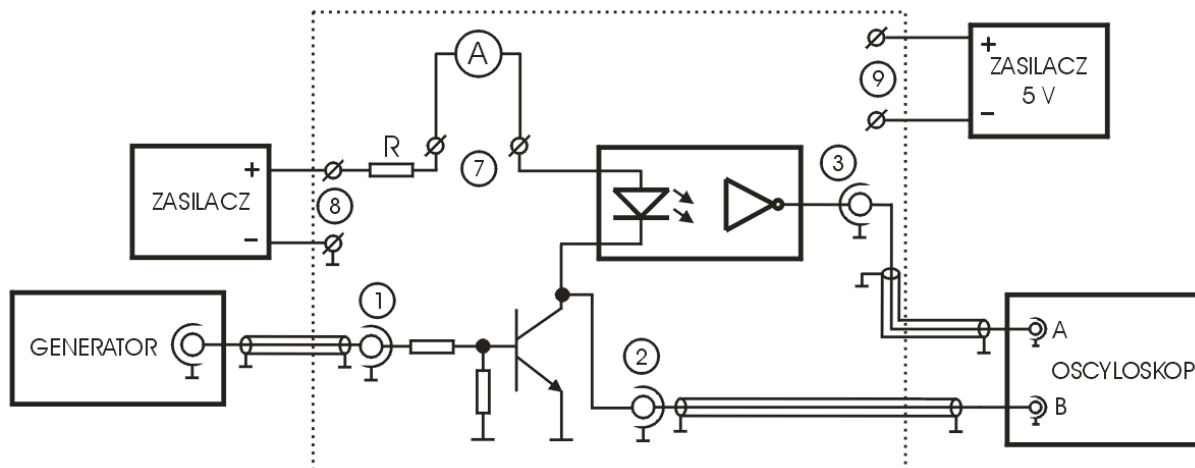 A
+
ZASILACZ
5 V
−
9
R
7
3
+
ZASILACZ
−
8
1
GENERATOR
2
A
OSCYLOSKOP
B